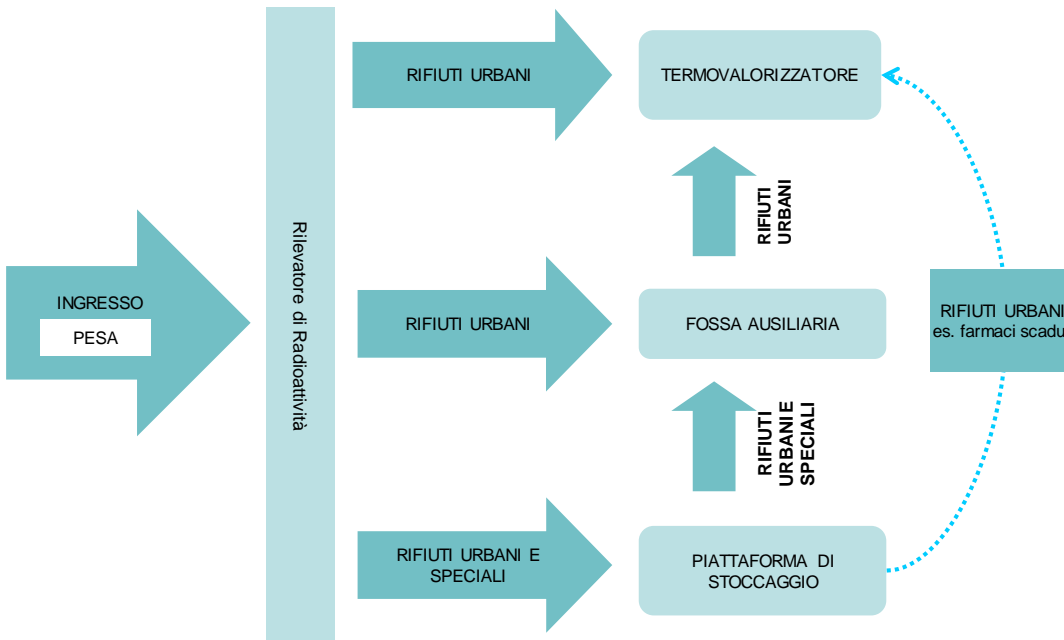 RIFIUTI URBANI
TERMOVALORIZZATORE
RIFIUTI
URBANI
INGRESSO
PESA
Rilevatore di Radioattività
RIFIUTI URBANI
FOSSA AUSILIARIA
RIFIUTI URBANI
es. farmaci scadu
RIFIUTI
URBANI E
SPECIALI
RIFIUTI URBANI E
SPECIALI
PIATTAFORMA DI
STOCCAGGIO